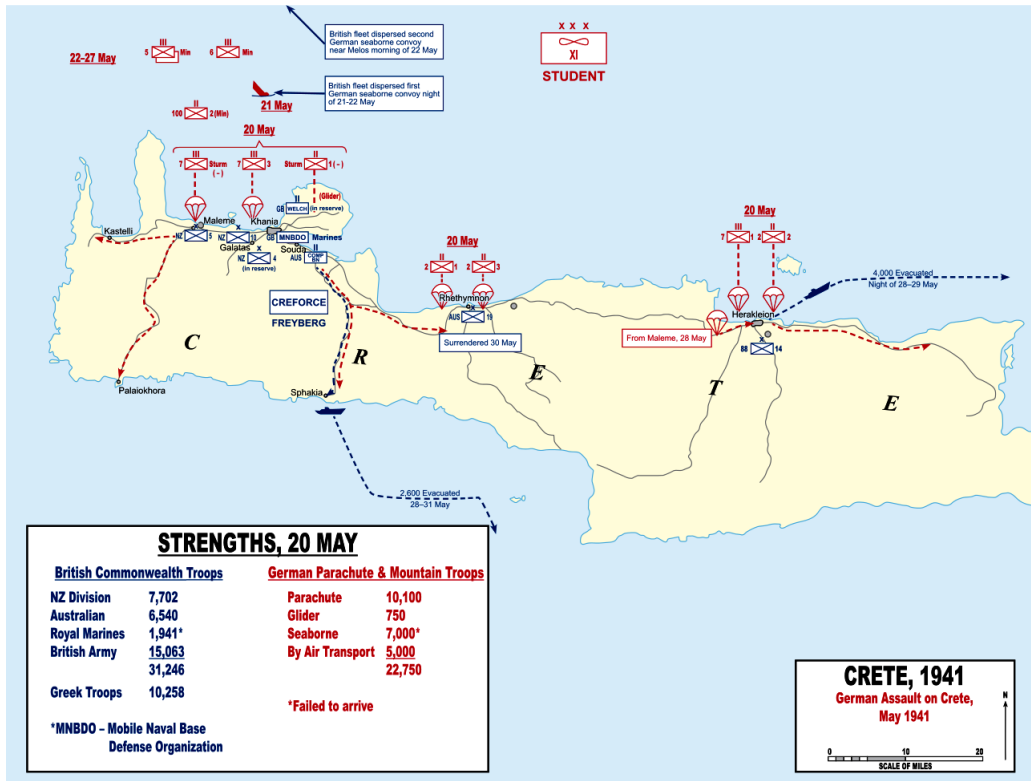 British fleet dispersed second
German seaborne convoy
near Melos morning of 22 May
X X X
XI
STUDENT
22–27 May
III
5
Min
III
6
Min
British fleet dispersed first
German seaborne convoy night
of 21-22 May
21 May
II
100
2 (Min)
20 May
III
7
Sturm
(-)
III
7
3
II
Sturm
1 (-)
(Glider)
II
GB
WELCH
(in reserve)
Maleme
Khania
Kastelli
X
NZ
5
X
NZ
10
Galatas
GB
MNBDO
Marines
Souda
X
NZ
4
(in reserve)
II
AUS
COMP
BN
CREFORCE
FREYBERG
20 May
II
2
1
II
2
3
Rhethymnon
X
AUS
19
Surrendered 30 May
20 May
III
7
1
II
2
2
4,000 Evacuated
Night of 28–29 May
Herakleion
From Maleme, 28 May
X
88
14
C
R
E
T
E
Palaiokhora
Sphakia
2,600 Evacuated
28–31 May
STRENGTHS, 20 MAY
British Commonwealth Troops
NZ Division 7,702
Australian 6,540
Royal Marines 1,941*
British Army 15,063
31,246
Greek Troops 10,258
*MNBDO – Mobile Naval Base
Defense Organization
German Parachute & Mountain Troops
Parachute 10,100
Glider 750
Seaborne 7,000*
By Air Transport 5,000
22,750
*Failed to arrive
CRETE, 1941
German Assault on Crete,
May 1941
N
0 10 20
SCALE OF MILES